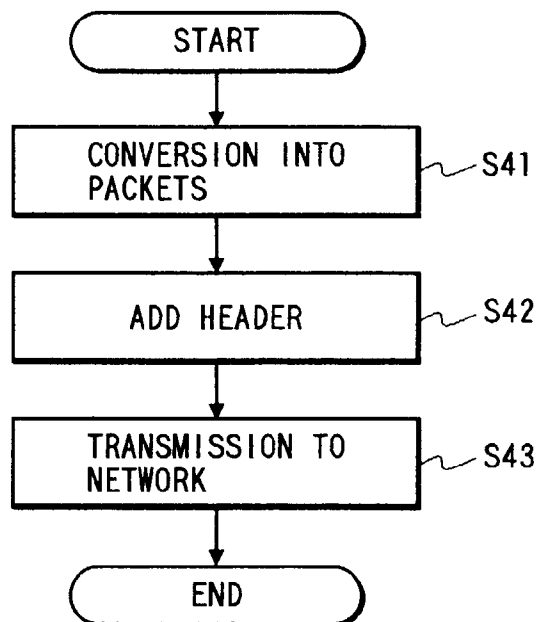 START
CONVERSION INTO
PACKETS
S41
ADD HEADER
S42
TRANSMISSION TO
NETWORK
S43
END